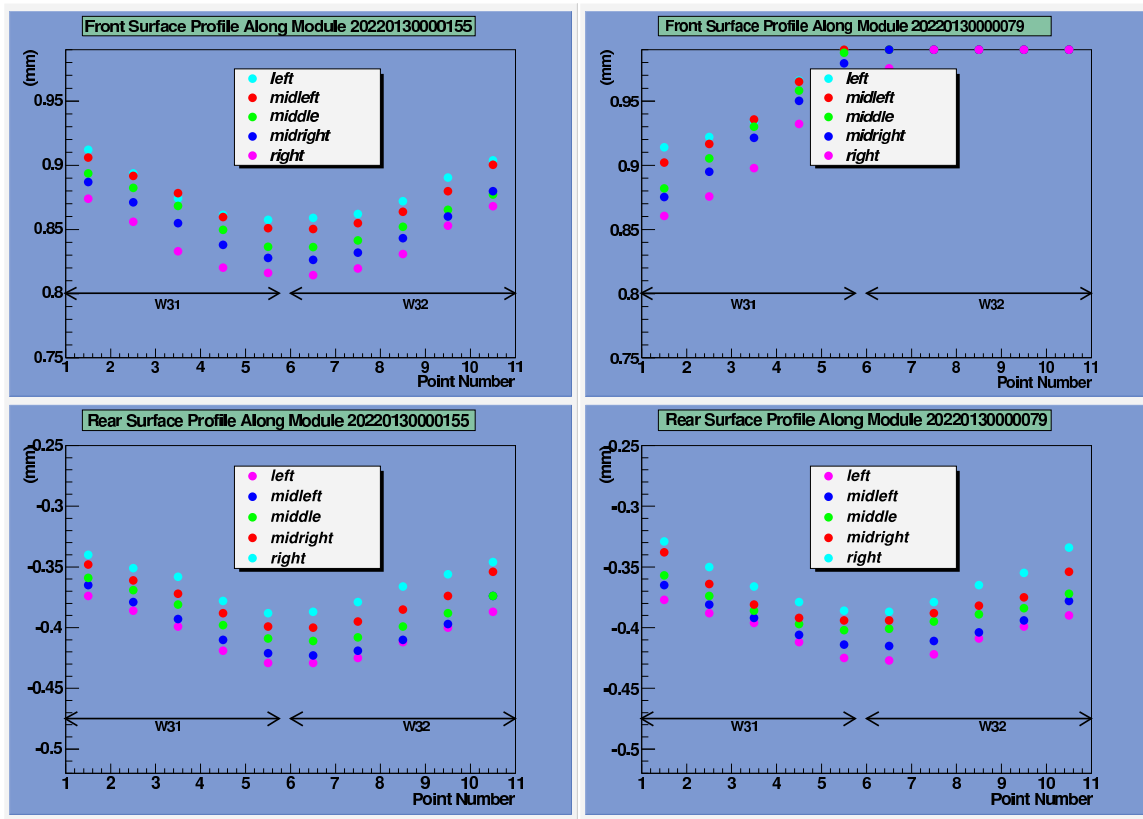 Front Surface Profile Along Module 20220130000155
(mm)
0.95
0.9
0.85
0.8
0.75
left
midleft
middle
midright
right
W31
W32
1 2 3 4 5 6 7 8 9 10 11
Point Number
Front Surface Profile Along Module 20220130000079
(mm)
0.95
0.9
0.85
0.8
0.75
left
midleft
middle
midright
right
W31
W32
1 2 3 4 5 6 7 8 9 10 11
Point Number
Rear Surface Profile Along Module 20220130000155
(mm)
-0.25
-0.3
-0.35
-0.4
-0.45
-0.5
left
midleft
middle
midright
right
W31
W32
1 2 3 4 5 6 7 8 9 10 11
Point Number
Rear Surface Profile Along Module 20220130000079
(mm)
-0.25
-0.3
-0.35
-0.4
-0.45
-0.5
left
midleft
middle
midright
right
W31
W32
1 2 3 4 5 6 7 8 9 10 11
Point Number